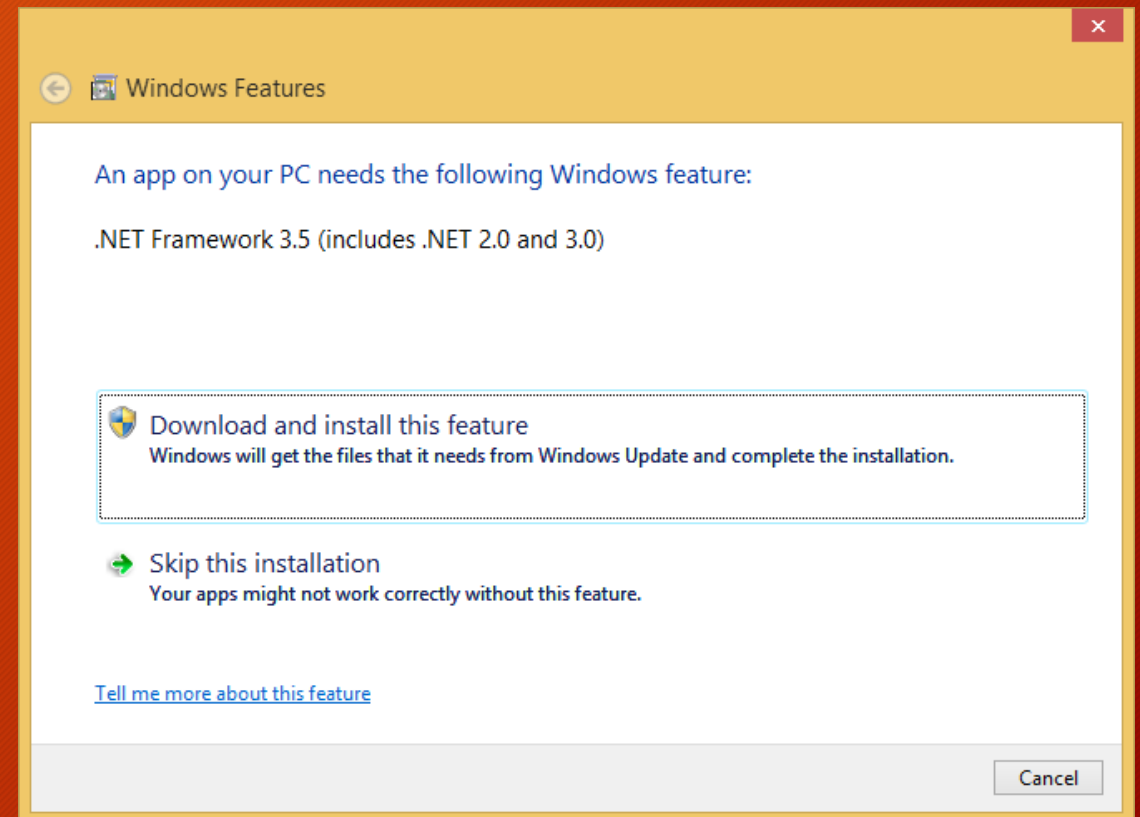 Windows Features
An app on your PC needs the following Windows feature:
.NET Framework 3.5 (includes .NET 2.0 and 3.0)
Download and install this feature
Windows will get the files that it needs from Windows Update and complete the installation.
Skip this installation
Your apps might not work correctly without this feature.
Tell me more about this feature
Cancel